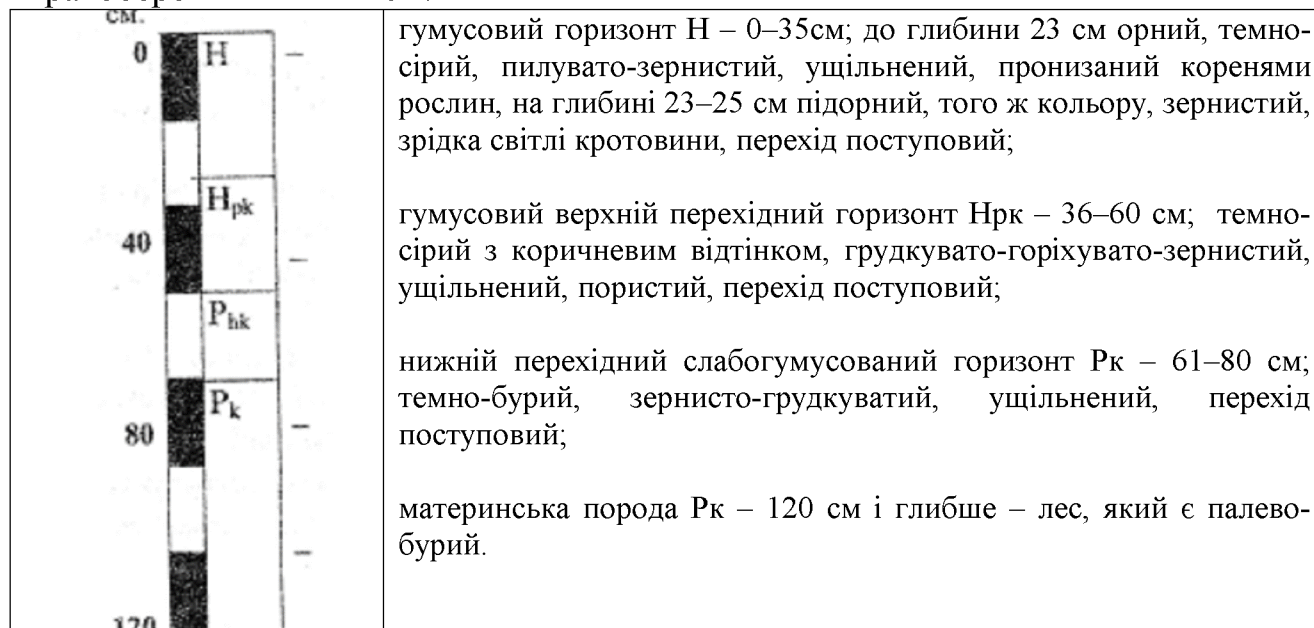 см.
0
H
гумусовий горизонт Н – 0–35см; до глибини 23 см орний, темно-
сірий, пилувато-зернистий, ущільнений, пронизаний коренями
рослин, на глибині 23–25 см підорний, того ж кольору, зернистий,
зрідка світлі кротовини, перехід поступовий;
Hpk
40
гумусовий верхній перехідний горизонт Нрк – 36–60 см; темно-
сірий з коричневим відтінком, грудкувато-горіхувато-зернистий,
ущільнений, пористий, перехід поступовий;
Phk
нижній перехідний слабогумусований горизонт Рк – 61–80 см;
темно-бурий, зернисто-грудкуватий, ущільнений, перехід
поступовий;
Pk
80
материнська порода Рк – 120 см і глибше – лес, який є палево-
бурий.
120